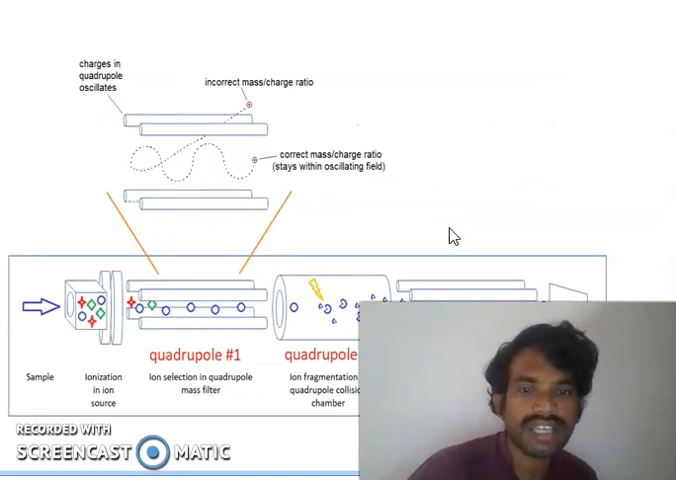 charges in
quadrupole
oscillates
incorrect mass/charge ratio
correct mass/charge ratio
(stays within oscillating field)
quadrupole #1
quadrupole
Sample
Ionization
in ion
source
Ion selection in quadrupole
mass filter
Ion fragmentation
quadrupole
chamber
RECORDED WITH
SCREENCAST MATIC